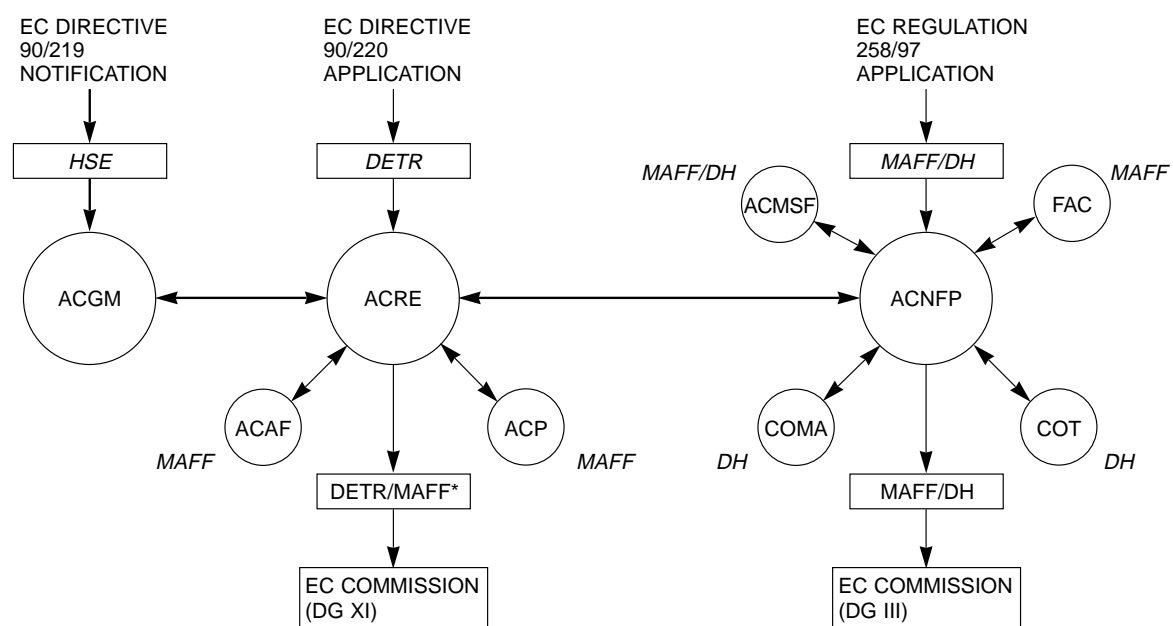 EC DIRECTIVE
90/219
NOTIFICATION
EC DIRECTIVE
90/220
APPLICATION
EC REGULATION
258/97
APPLICATION
HSE
DETR
MAFF/DH
MAFF/DH
MAFF
ACMSF
FAC
ACGM
ACRE
ACNFP
ACAF
ACP
COMA
COT
MAFF
MAFF
DH
DH
DETR/MAFF*
MAFF/DH
EC COMMISSION
(DG XI)
EC COMMISSION
(DG III)